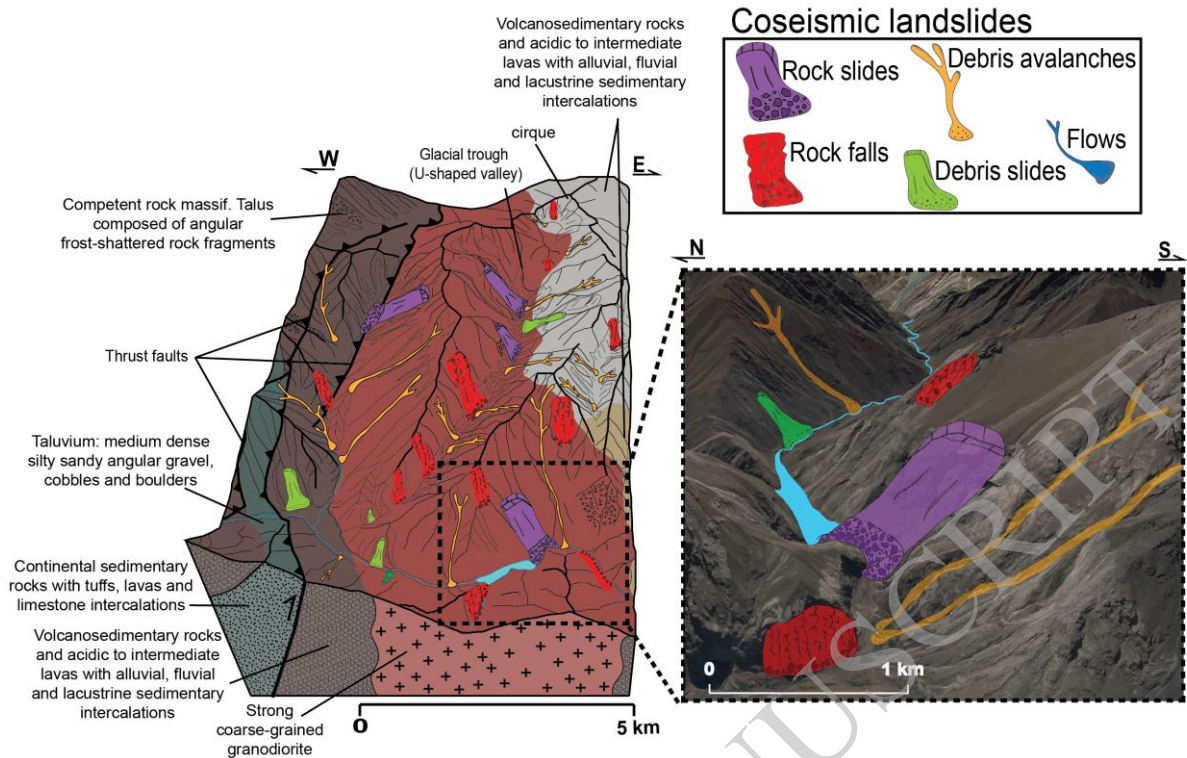 Coseismic landslides
Rock slides
Debris avalanches
Rock falls
Debris slides
Flows
Volcanosedimentary rocks
and acidic to intermediate
lavas with alluvial, fluvial
and lacustrine sedimentary
intercalations
cirque
Glacial trough
(U-shaped valley)
W
E
Competent rock massif. Talus
composed of angular
frost-shattered rock fragments
Thrust faults
Taluvium: medium dense
silty sandy angular gravel,
cobbles and boulders
Continental sedimentary
rocks with tuffs, lavas and
limestone intercalations
Volcanosedimentary rocks
and acidic to intermediate
lavas with alluvial, fluvial
and lacustrine sedimentary
intercalations
Strong
coarse-grained
granodiorite
0
5 km
N
S
0
1 km
USCRIPT